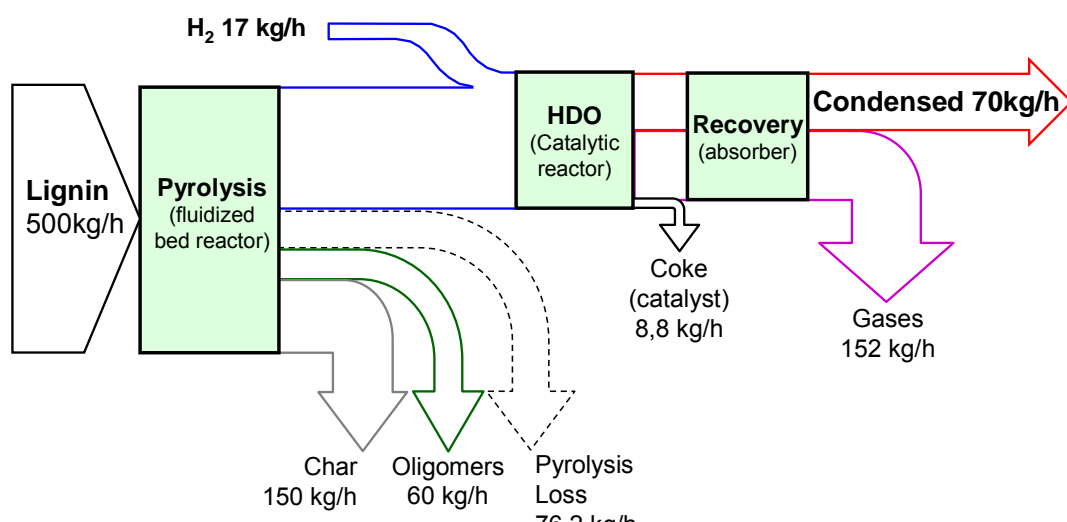 H2 17 kg/h
Lignin
500kg/h
Pyrolysis
(fluidized
bed reactor)
HDO
(Catalytic
reactor)
Recovery
(absorber)
Condensed 70kg/h
Coke
(catalyst)
8,8 kg/h
Gases
152 kg/h
Char
150 kg/h
Oligomers
60 kg/h
Pyrolysis
Loss